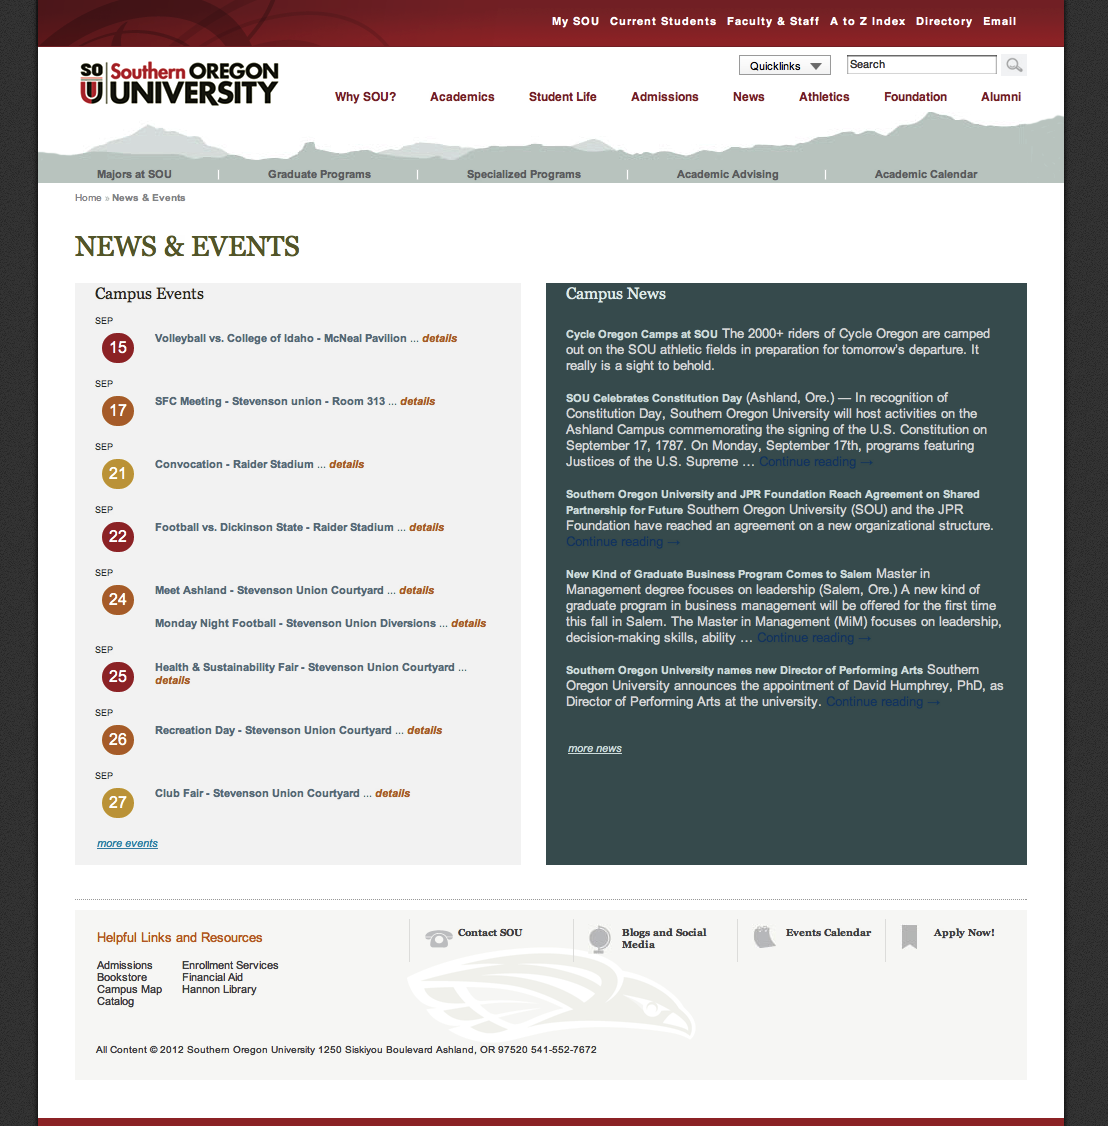 My SOU Current Students Faculty & Staff A to Z Index Directory Email
Quicklinks Search
SO U Southern OREGON
UNIVERSITY
Why SOU? Academics Student Life Admissions News Athletics Foundation Alumni
Majors at SOU Graduate Programs Specialized Programs Academic Advising Academic Calendar
Home » News & Events
NEWS & EVENTS
Campus Events
SEP
15 Volleyball vs. College of Idaho - McNeal Pavilion ... details
SEP
17 SFC Meeting - Stevenson union - Room 313 ... details
SEP
21 Convocation - Raider Stadium ... details
SEP
22 Football vs. Dickinson State - Raider Stadium ... details
SEP
24 Meet Ashland - Stevenson Union Courtyard ... details
Monday Night Football - Stevenson Union Diversions ... details
SEP
25 Health & Sustainability Fair - Stevenson Union Courtyard ...
details
SEP
26 Recreation Day - Stevenson Union Courtyard ... details
SEP
27 Club Fair - Stevenson Union Courtyard ... details
more events
Campus News
Cycle Oregon Camps at SOU The 2000+ riders of Cycle Oregon are camped
out on the SOU athletic fields in preparation for tomorrow's departure. It
really is a sight to behold.
SOU Celebrates Constitution Day (Ashland, Ore.) — In recognition of
Constitution Day, Southern Oregon University will host activities on the
Ashland Campus commemorating the signing of the U.S. Constitution on
September 17, 1787. On Monday, September 17th, programs featuring
Justices of the U.S. Supreme … Continue reading →
Southern Oregon University and JPR Foundation Reach Agreement on Shared
Partnership for Future Southern Oregon University (SOU) and the JPR
Foundation have reached an agreement on a new organizational structure.
Continue reading →
New Kind of Graduate Business Program Comes to Salem Master in
Management degree focuses on leadership (Salem, Ore.) A new kind of
graduate program in business management will be offered for the first time
this fall in Salem. The Master in Management (MiM) focuses on leadership,
decision-making skills, ability … Continue reading →
Southern Oregon University names new Director of Performing Arts Southern
Oregon University announces the appointment of David Humphrey, PhD, as
Director of Performing Arts at the university. Continue reading →
more news
Helpful Links and Resources
Admissions Enrollment Services
Bookstore Financial Aid
Campus Map Hannon Library
Catalog
Contact SOU
Blogs and Social
Media
Events Calendar
Apply Now!
All Content © 2012 Southern Oregon University 1250 Siskiyou Boulevard Ashland, OR 97520 541-552-7672